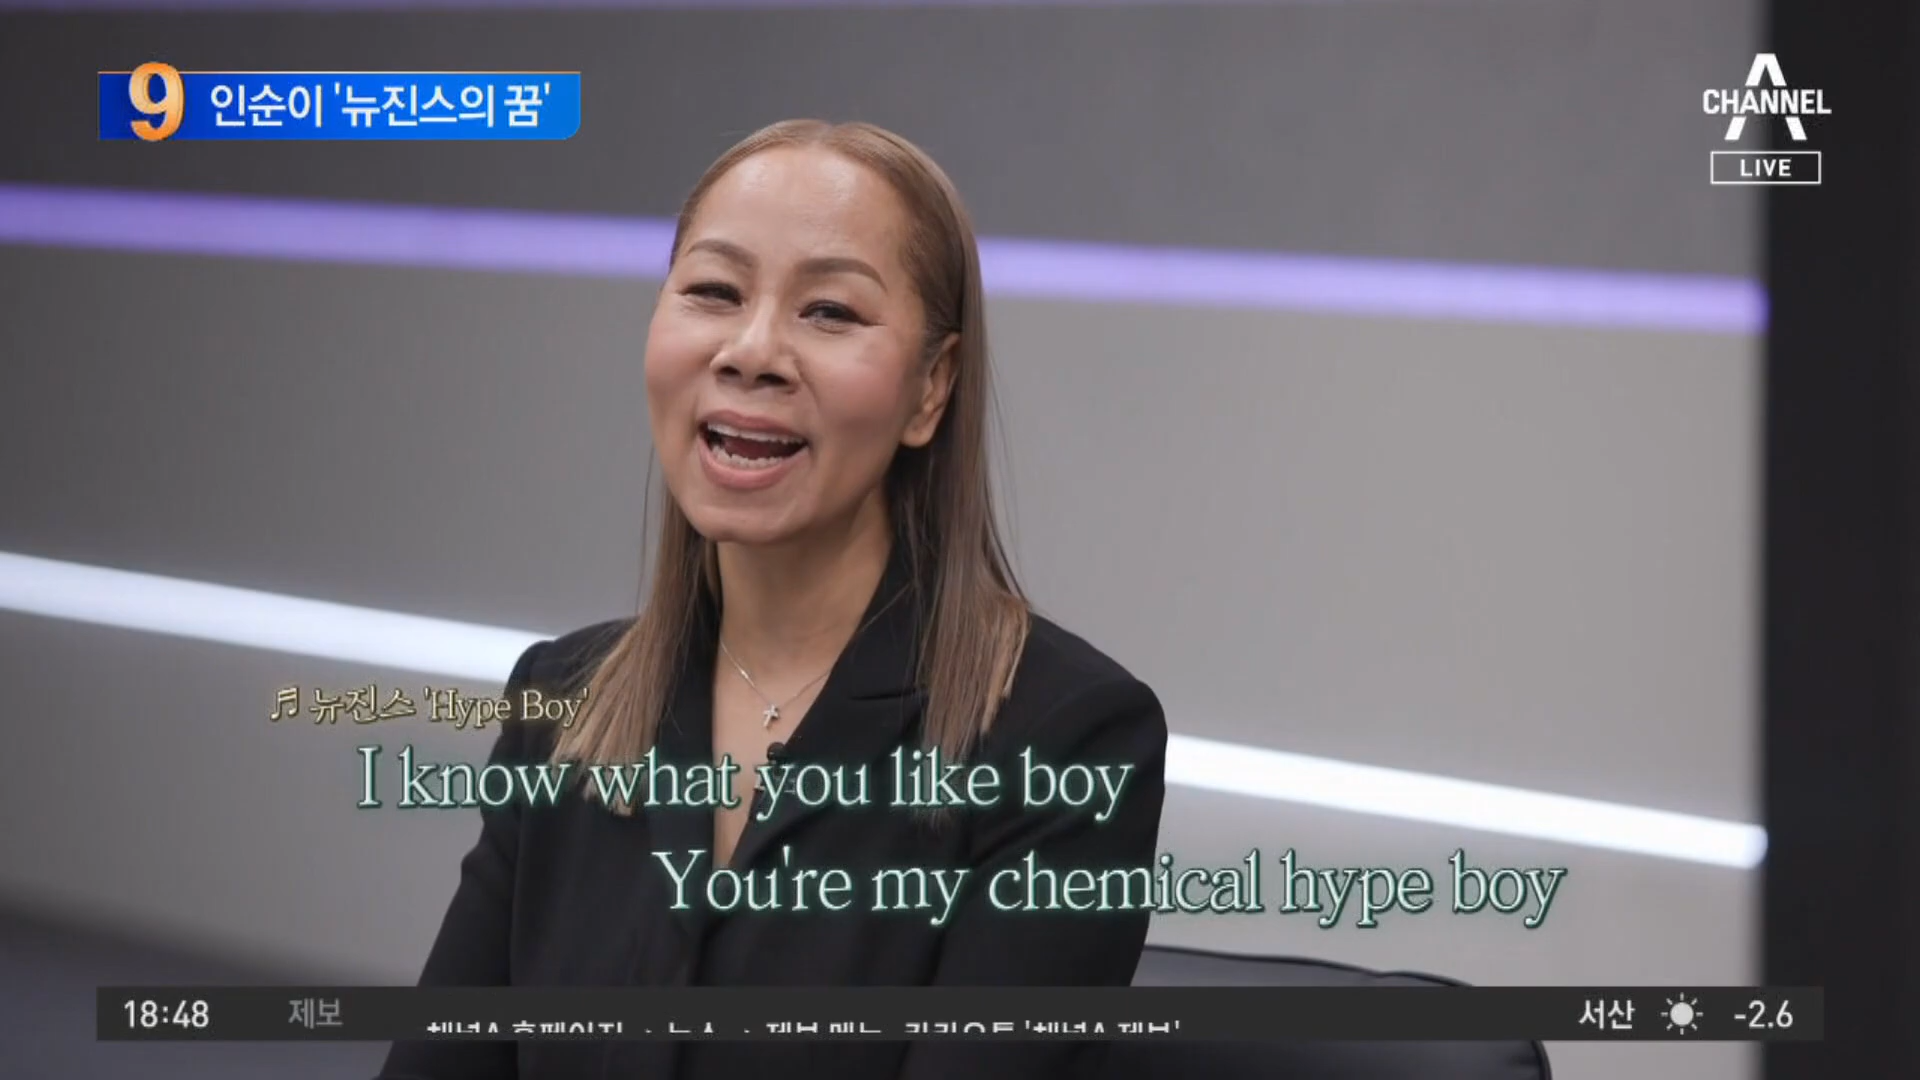 9 인순이 '뉴진스의 꿈'
CHANNEL A
LIVE
뉴진스 'Hype Boy'
I know what you like boy
You're my chemical hype boy
18:48 제보
서산 -2.6